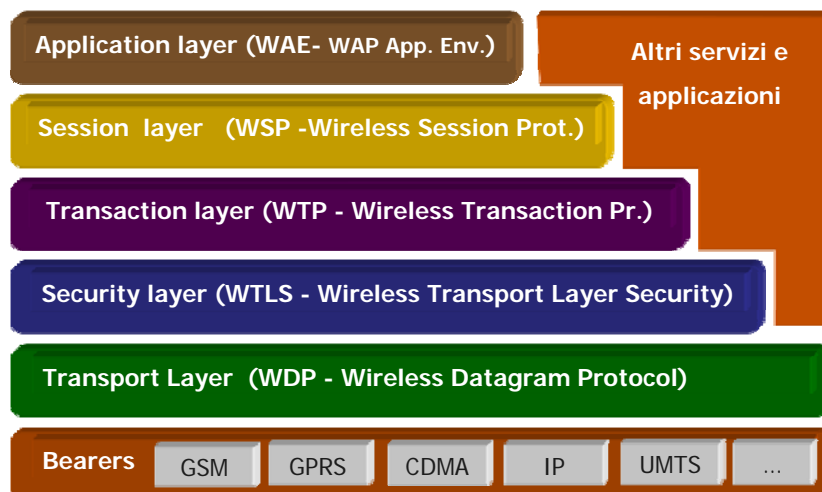 Application layer (WAE- WAP App. Env.)
Altri servizi e
applicazioni
Session layer (WSP -Wireless Session Prot.)
Transaction layer (WTP - Wireless Transaction Pr.)
Security layer (WTLS - Wireless Transport Layer Security)
Transport Layer (WDP - Wireless Datagram Protocol)
Bearers GSM GPRS CDMA IP UMTS ...